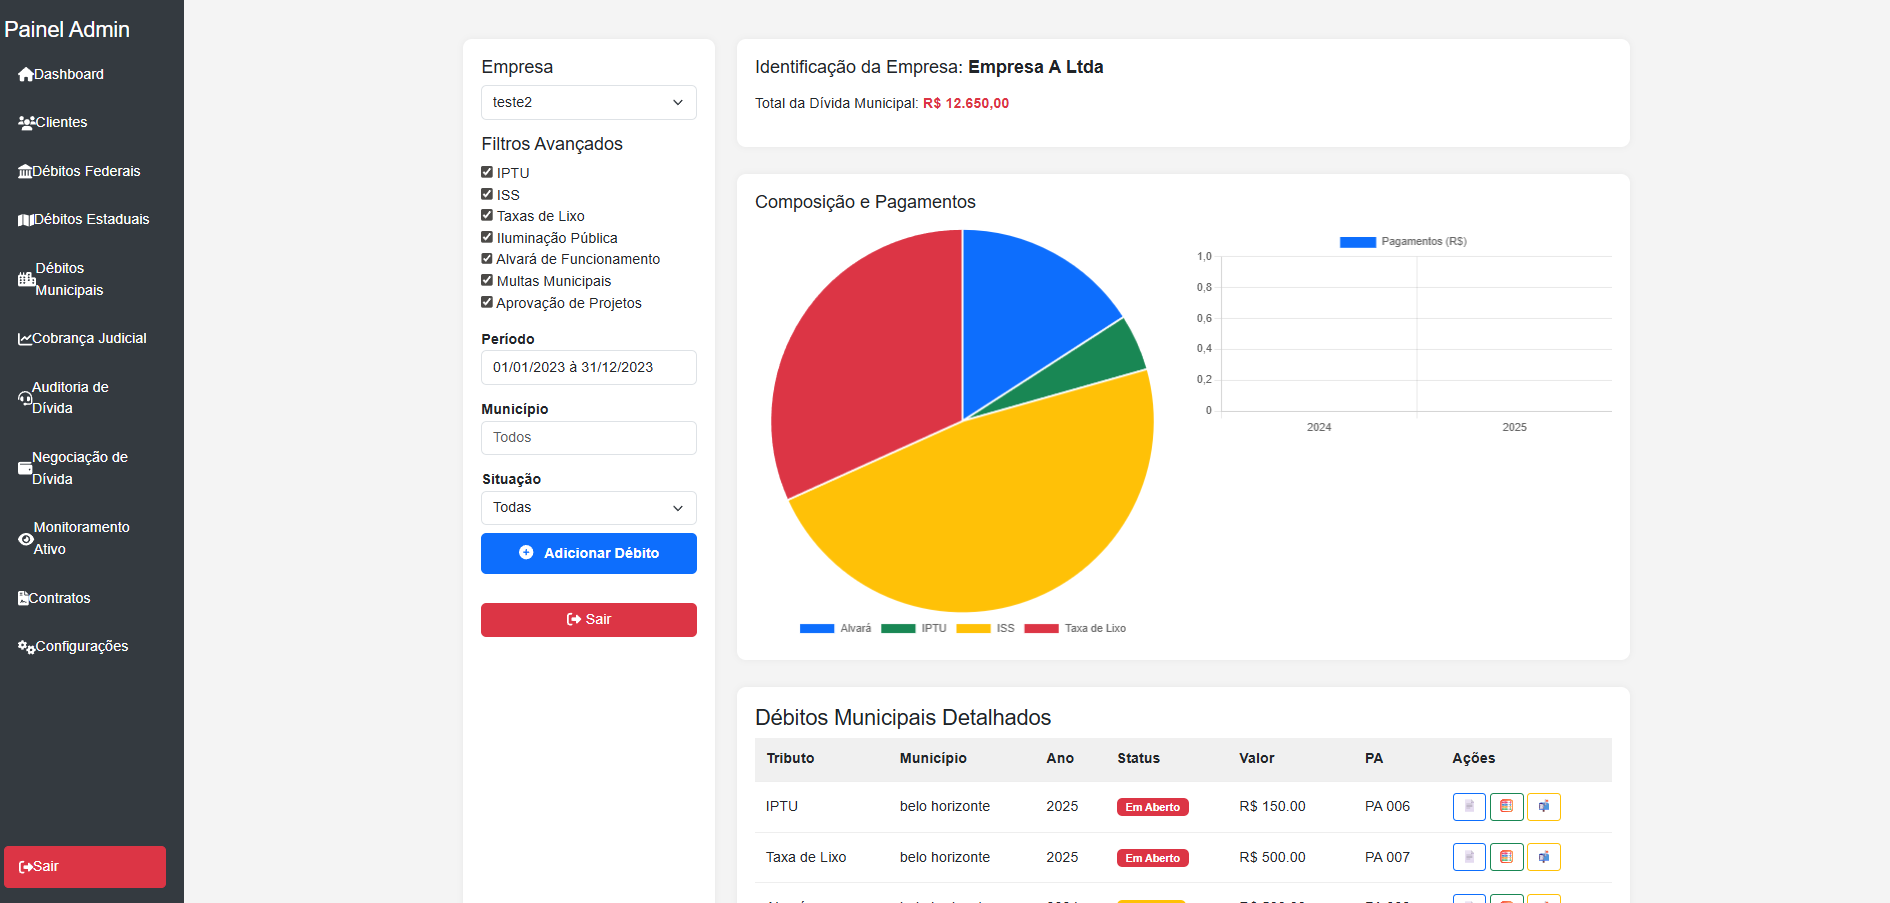 Painel Admin
Dashboard
Clientes
Débitos Federais
Débitos Estaduais
Débitos
Municipais
Cobrança Judicial
Auditoria de
Dívida
Negociação de
Dívida
Monitoramento
Ativo
Contratos
Configurações
Sair
Empresa
teste2
Filtros Avançados
IPTU
ISS
Taxas de Lixo
Iluminação Pública
Alvará de Funcionamento
Multas Municipais
Aprovação de Projetos
Período
01/01/2023 à 31/12/2023
Município
Todos
Situação
Todas
Adicionar Débito
Sair
Identificação da Empresa: Empresa A Ltda
Total da Dívida Municipal: R$ 12.650,00
Composição e Pagamentos
Alvará IPTU ISS Taxa de Lixo
Pagamentos (R$)
1,0
0,8
0,6
0,4
0,2
0
2024 2025
Débitos Municipais Detalhados
Tributo Município Ano Status Valor PA Ações
IPTU belo horizonte 2025 Em Aberto R$ 150.00 PA 006
Taxa de Lixo belo horizonte 2025 Em Aberto R$ 500.00 PA 007